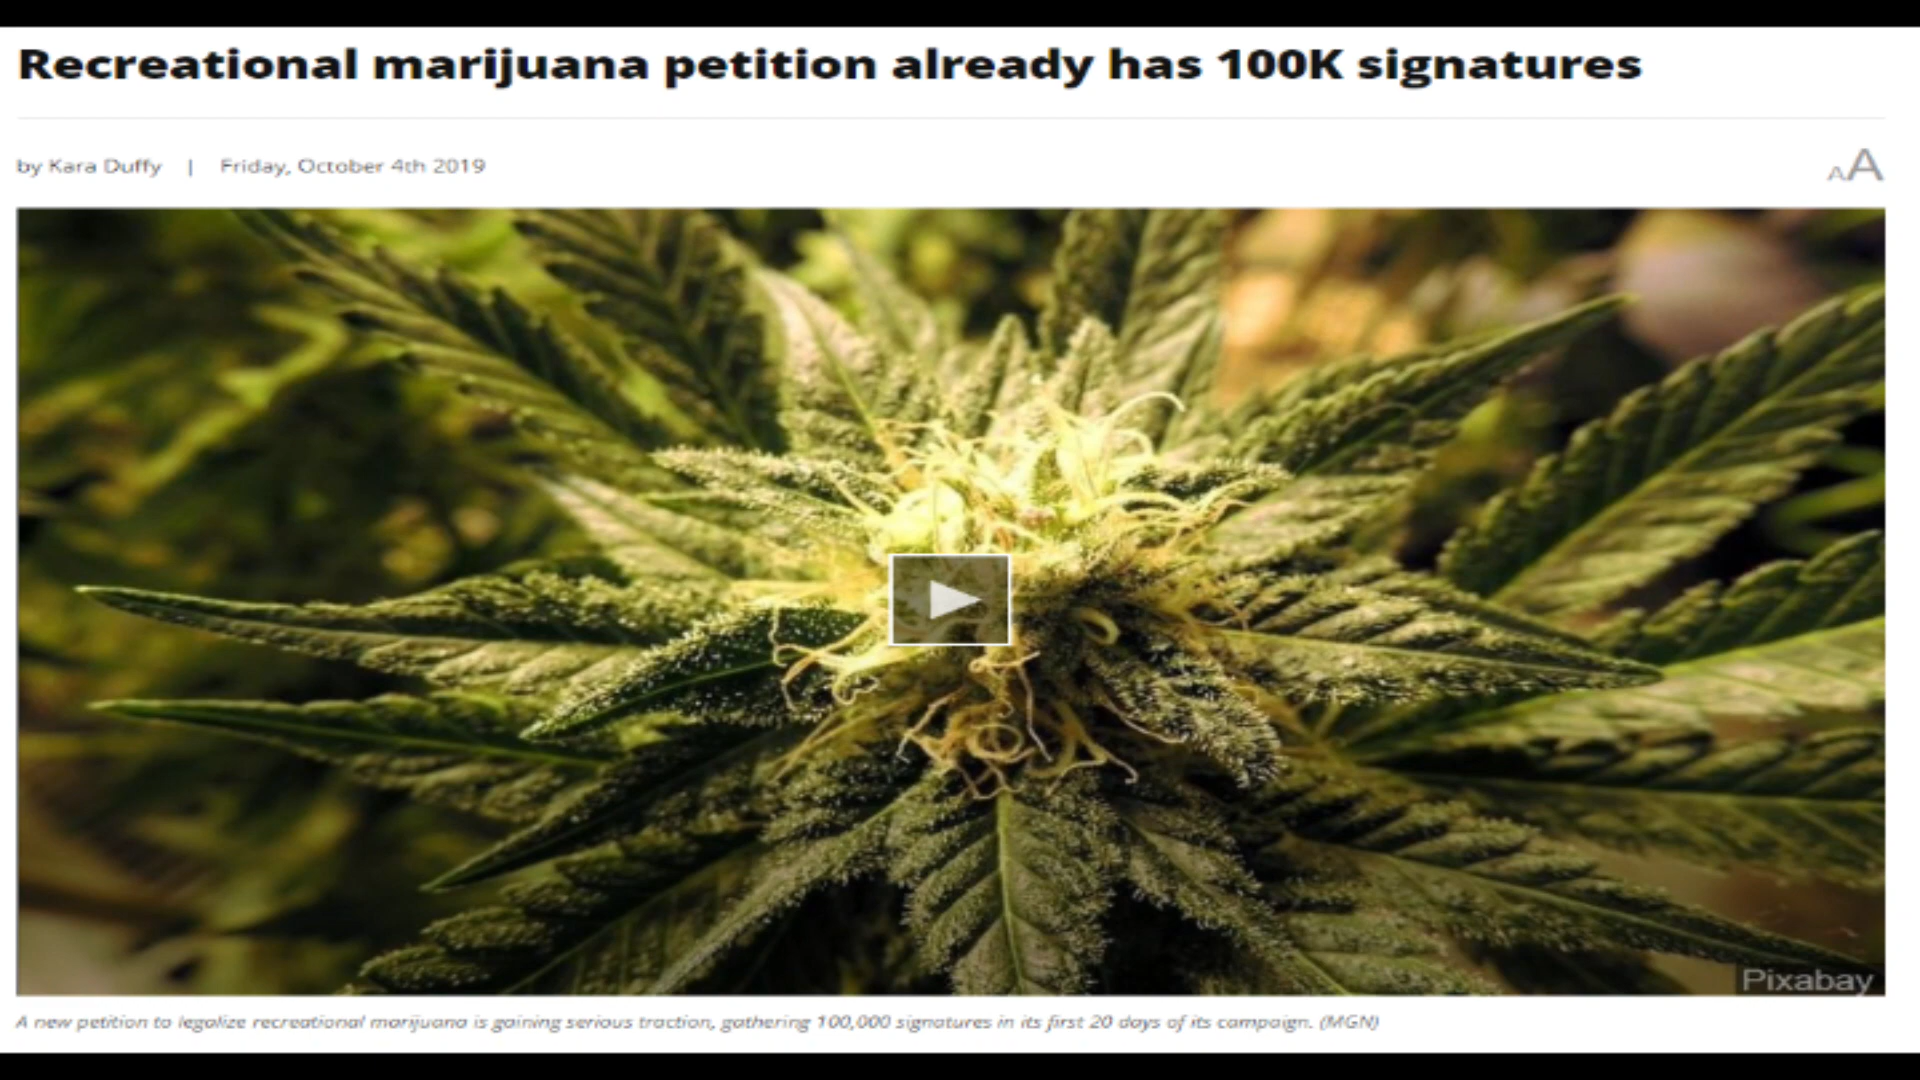 Recreational marijuana petition already has 100K signatures
by Kara Duffy | Friday, October 4th 2019
AA
Pixabay
A new petition to legalize recreational marijuana is gaining serious traction, gathering 100,000 signatures in its first 20 days of its campaign. (MGN)